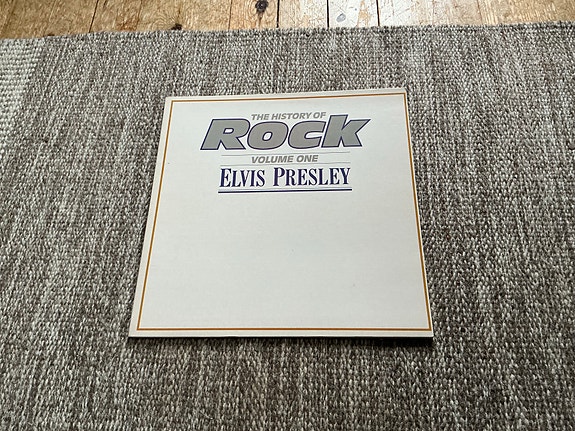 THE HISTORY OF
Rock
VOLUME ONE
ELVIS PRESLEY